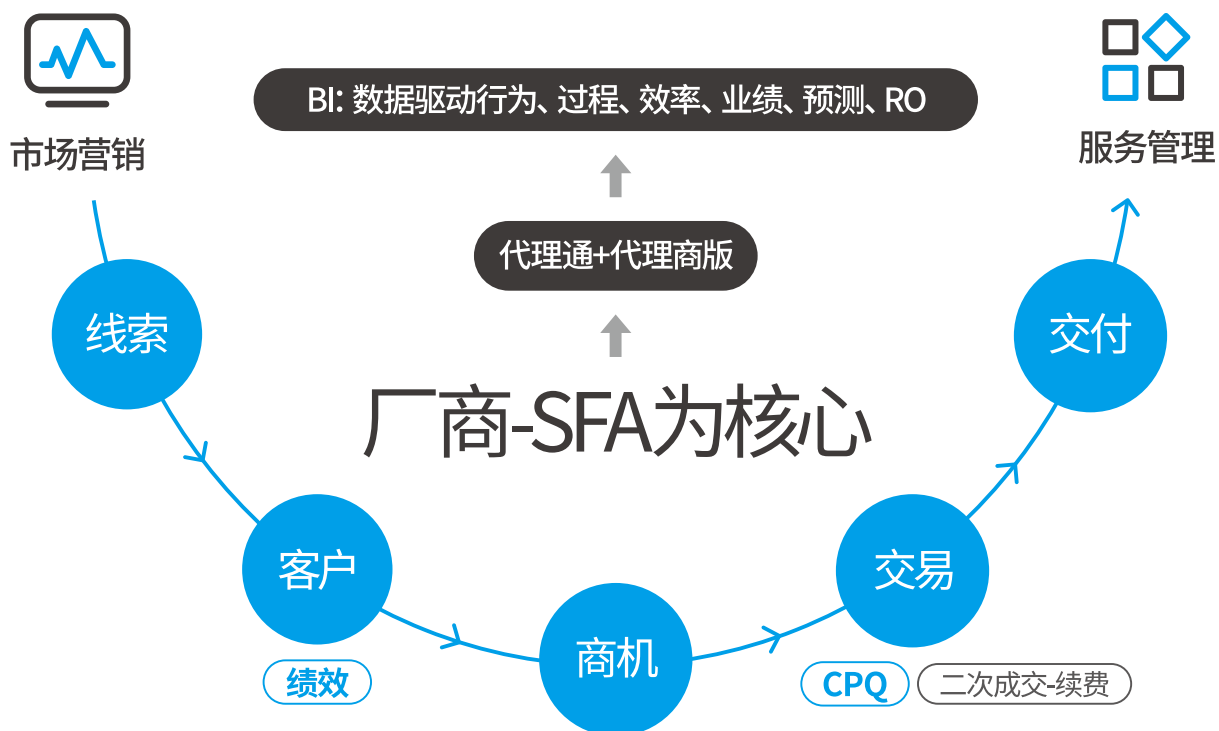 BI: 数据驱动行为、过程、效率、业绩、预测、RO
市场营销
服务管理
代理通+代理商版
线索
交付
厂商-SFA为核心
客户
交易
商机
绩效
CPQ
二次成交-续费